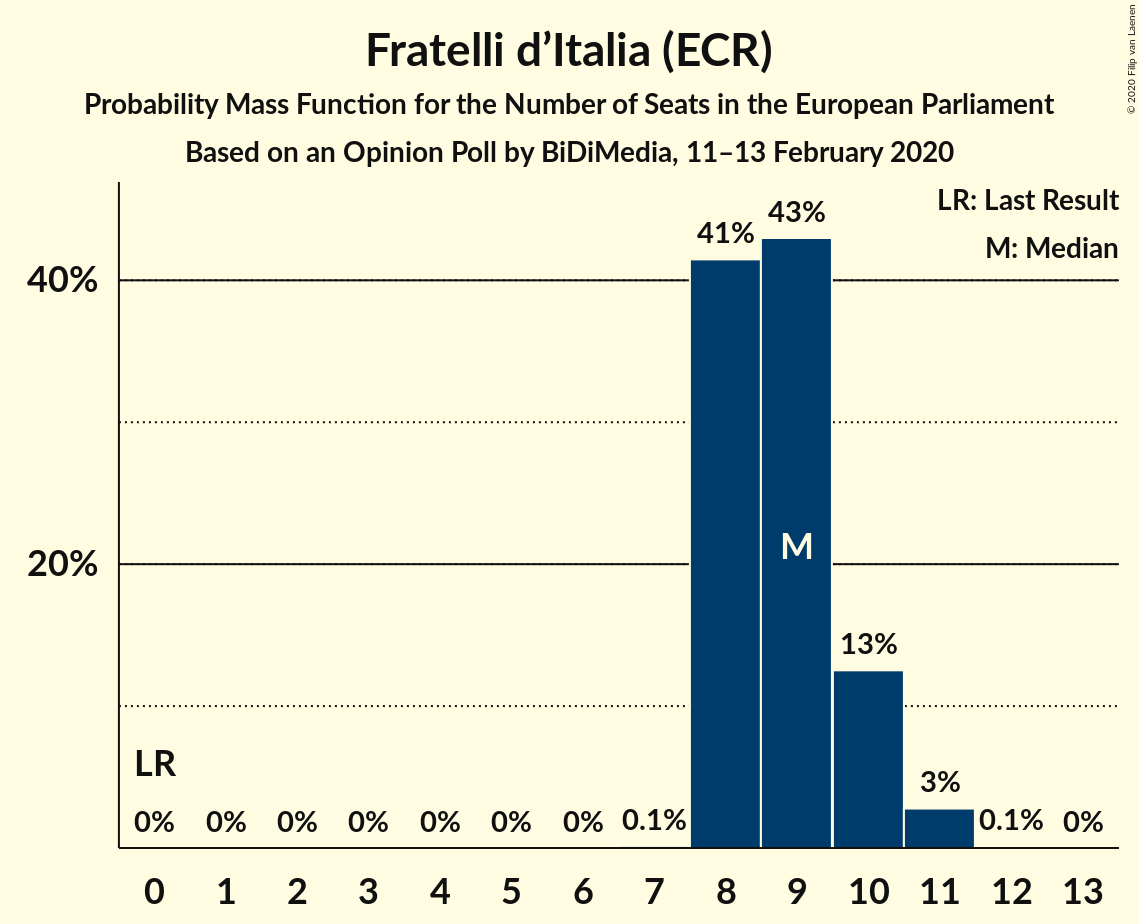 Fratelli d’Italia (ECR)
Probability Mass Function for the Number of Seats in the European Parliament
Based on an Opinion Poll by BiDiMedia, 11–13 February 2020
© 2020 Filip van Laenen
LR: Last Result
M: Median
43%
41%
40%
M
20%
13%
LR
3%
0% 0% 0% 0% 0% 0% 0% 0.1% 0.1% 0%
0 1 2 3 4 5 6 7 8 9 10 11 12 13